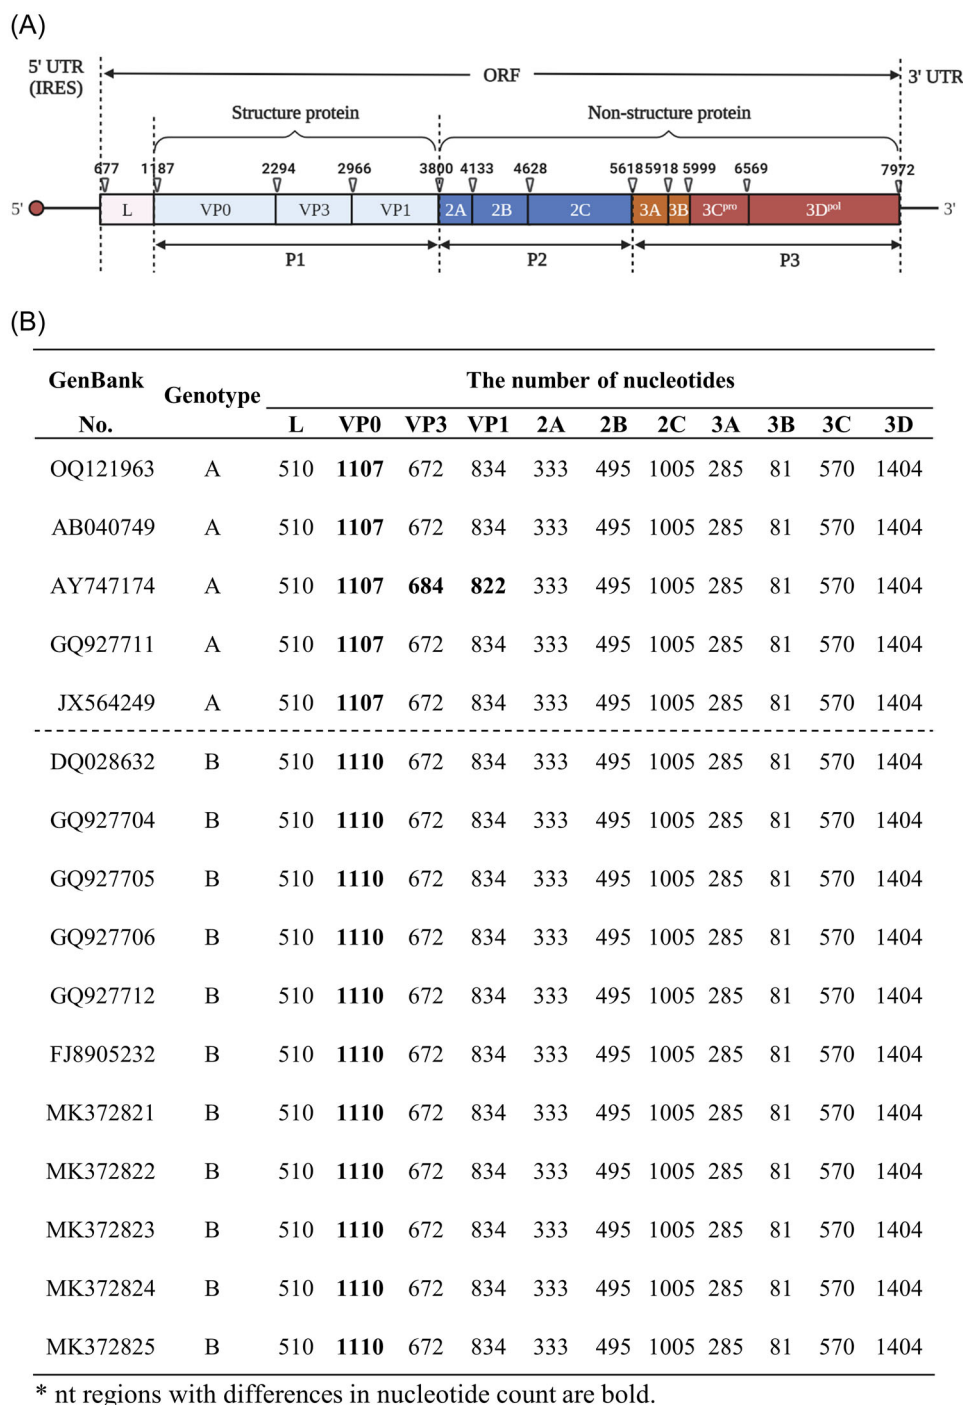 (A)
5' UTR (IRES)
ORF
3' UTR
Structure protein
Non-structure protein
677 1187 2294 2966 3800 4133 4628 5618 5918 5999 6569 7972
5' L VP0 VP3 VP1 2A 2B 2C 3A 3B 3Cpro 3Dpol 3'
P1 P2 P3
(B)
GenBank No. Genotype The number of nucleotides
L VP0 VP3 VP1 2A 2B 2C 3A 3B 3C 3D
OQ121963 A 510 1107 672 834 333 495 1005 285 81 570 1404
AB040749 A 510 1107 672 834 333 495 1005 285 81 570 1404
AY747174 A 510 1107 684 822 333 495 1005 285 81 570 1404
GQ927711 A 510 1107 672 834 333 495 1005 285 81 570 1404
JX564249 A 510 1107 672 834 333 495 1005 285 81 570 1404
DQ028632 B 510 1110 672 834 333 495 1005 285 81 570 1404
GQ927704 B 510 1110 672 834 333 495 1005 285 81 570 1404
GQ927705 B 510 1110 672 834 333 495 1005 285 81 570 1404
GQ927706 B 510 1110 672 834 333 495 1005 285 81 570 1404
GQ927712 B 510 1110 672 834 333 495 1005 285 81 570 1404
FJ8905232 B 510 1110 672 834 333 495 1005 285 81 570 1404
MK372821 B 510 1110 672 834 333 495 1005 285 81 570 1404
MK372822 B 510 1110 672 834 333 495 1005 285 81 570 1404
MK372823 B 510 1110 672 834 333 495 1005 285 81 570 1404
MK372824 B 510 1110 672 834 333 495 1005 285 81 570 1404
MK372825 B 510 1110 672 834 333 495 1005 285 81 570 1404
* nt regions with differences in nucleotide count are bold.